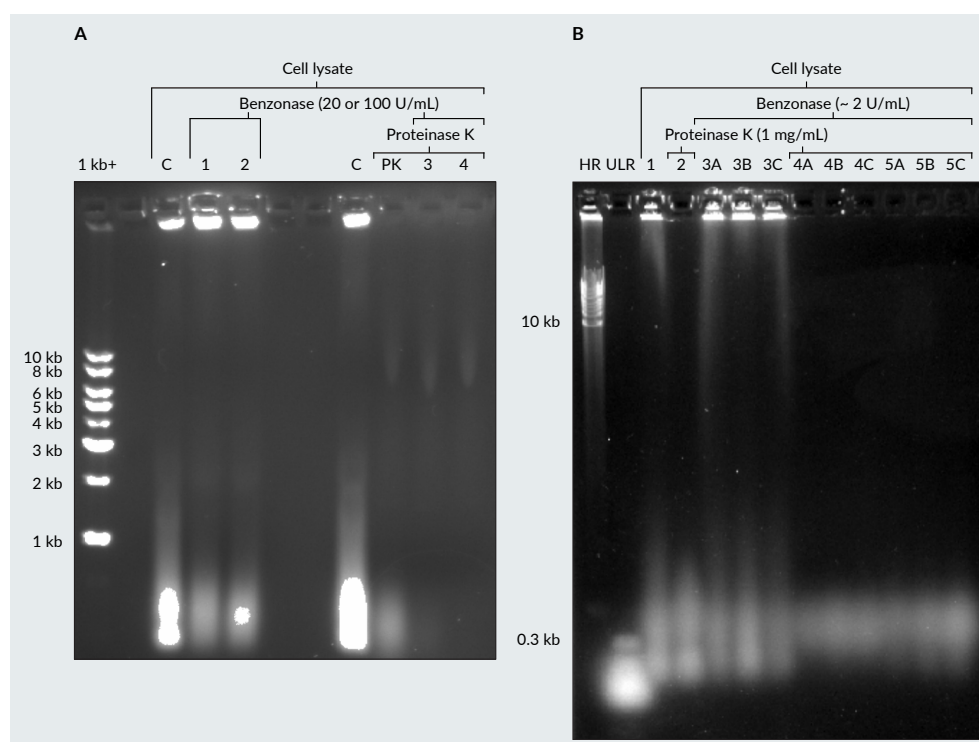 A
Cell lysate
Benzonase (20 or 100 U/mL)
Proteinase K
1 kb+ C 1 2 C PK 3 4
10 kb
8 kb
6 kb
5 kb
4 kb
3 kb
2 kb
1 kb
B
Cell lysate
Benzonase (~ 2 U/mL)
Proteinase K (1 mg/mL)
HR ULR 1 2 3A 3B 3C 4A 4B 4C 5A 5B 5C
10 kb
0.3 kb